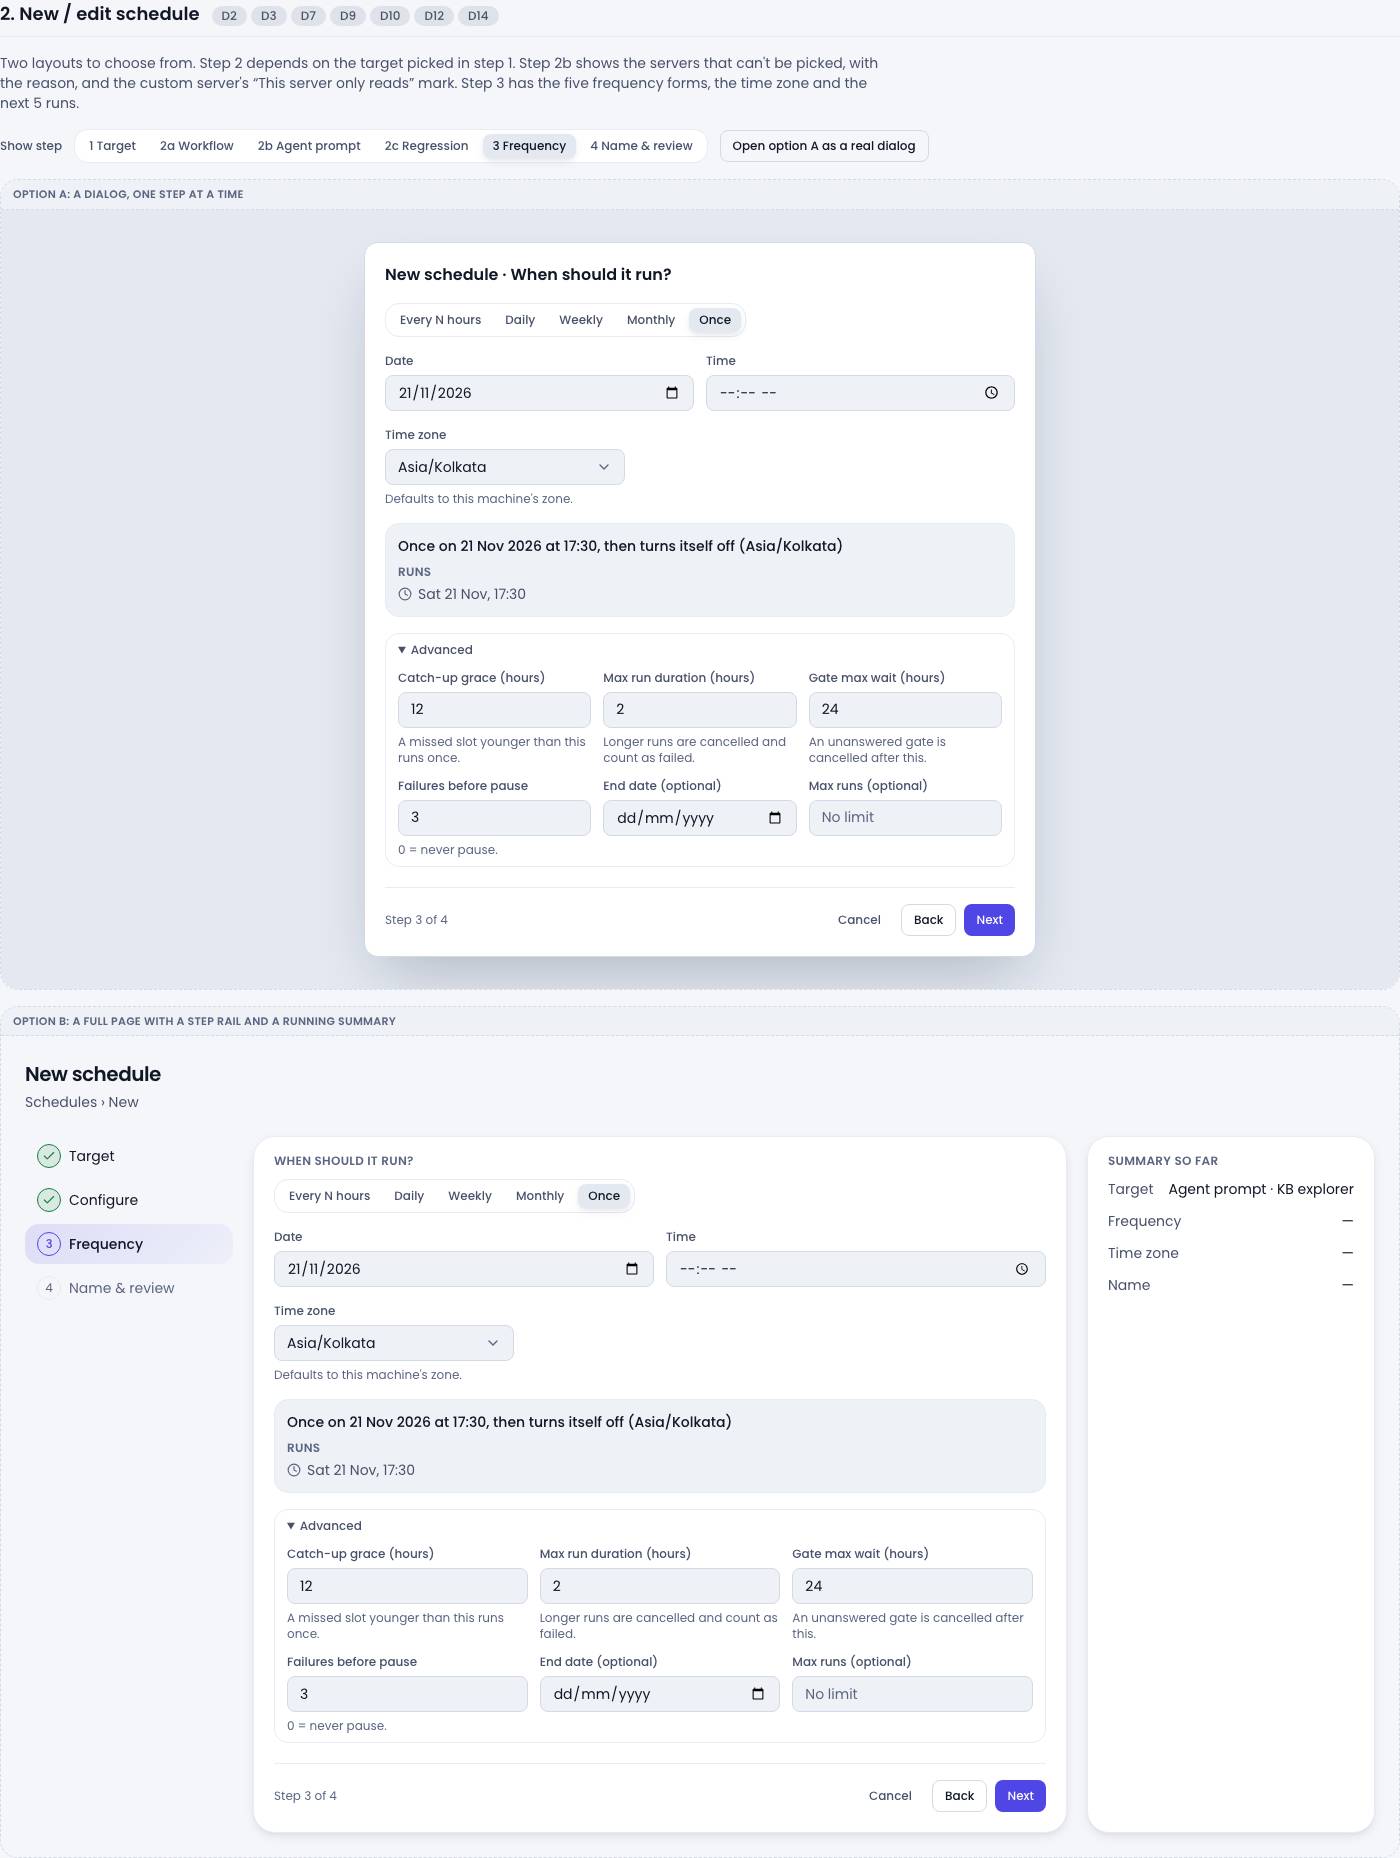 2. New / edit schedule D2 D3 D7 D9 D10 D12 D14
Two layouts to choose from. Step 2 depends on the target picked in step 1. Step 2b shows the servers that can't be picked, with
the reason, and the custom server's “This server only reads” mark. Step 3 has the five frequency forms, the time zone and the
next 5 runs.
Show step 1 Target 2a Workflow 2b Agent prompt 2c Regression 3 Frequency 4 Name & review Open option A as a real dialog
OPTION A: A DIALOG, ONE STEP AT A TIME
New schedule · When should it run?
Every N hours Daily Weekly Monthly Once
Date Time
21/11/2026 --:-- --
Time zone
Asia/Kolkata
Defaults to this machine's zone.
Once on 21 Nov 2026 at 17:30, then turns itself off (Asia/Kolkata)
RUNS
Sat 21 Nov, 17:30
▼ Advanced
Catch-up grace (hours) Max run duration (hours) Gate max wait (hours)
12 2 24
A missed slot younger than this Longer runs are cancelled and An unanswered gate is
runs once. count as failed. cancelled after this.
Failures before pause End date (optional) Max runs (optional)
3 dd/mm/yyyy No limit
0 = never pause.
Step 3 of 4 Cancel Back Next
OPTION B: A FULL PAGE WITH A STEP RAIL AND A RUNNING SUMMARY
New schedule
Schedules › New
Target
Configure
3 Frequency
4 Name & review
WHEN SHOULD IT RUN?
Every N hours Daily Weekly Monthly Once
Date Time
21/11/2026 --:-- --
Time zone
Asia/Kolkata
Defaults to this machine's zone.
Once on 21 Nov 2026 at 17:30, then turns itself off (Asia/Kolkata)
RUNS
Sat 21 Nov, 17:30
▼ Advanced
Catch-up grace (hours) Max run duration (hours) Gate max wait (hours)
12 2 24
A missed slot younger than this runs Longer runs are cancelled and count as An unanswered gate is cancelled after
once. failed. this.
Failures before pause End date (optional) Max runs (optional)
3 dd/mm/yyyy No limit
0 = never pause.
Step 3 of 4 Cancel Back Next
SUMMARY SO FAR
Target Agent prompt · KB explorer
Frequency —
Time zone —
Name —